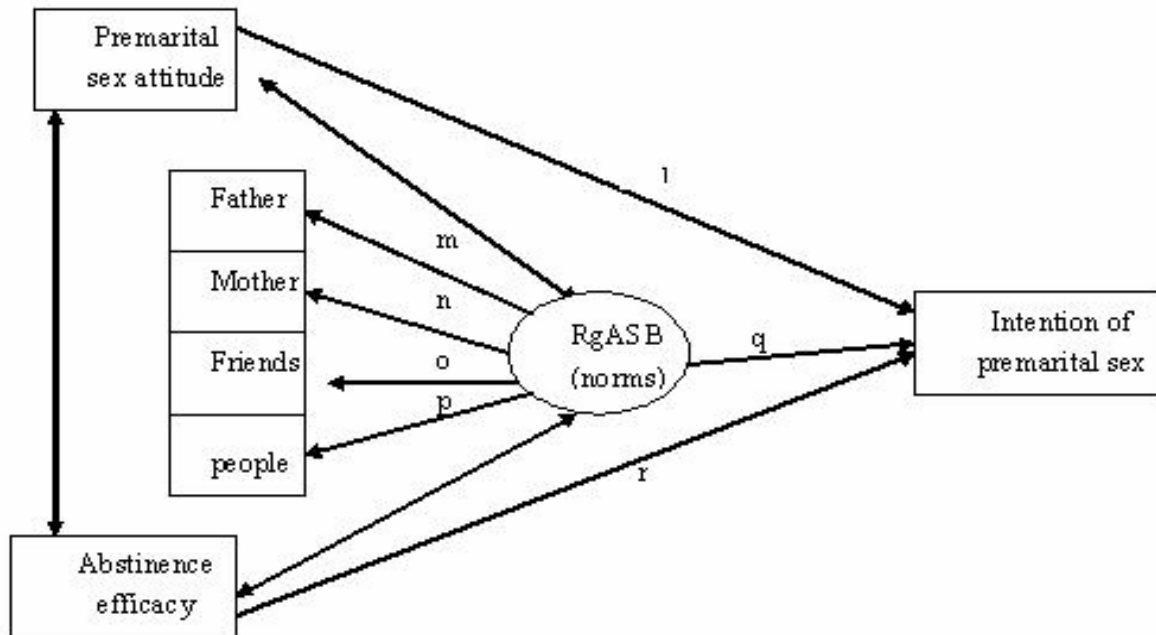 Premarital
sex attitude
l
Father
m
Mother
n
RgASB
(norms)
Intention of
premarital sex
q
Friends
o
p
people
r
Abstinence
efficacy